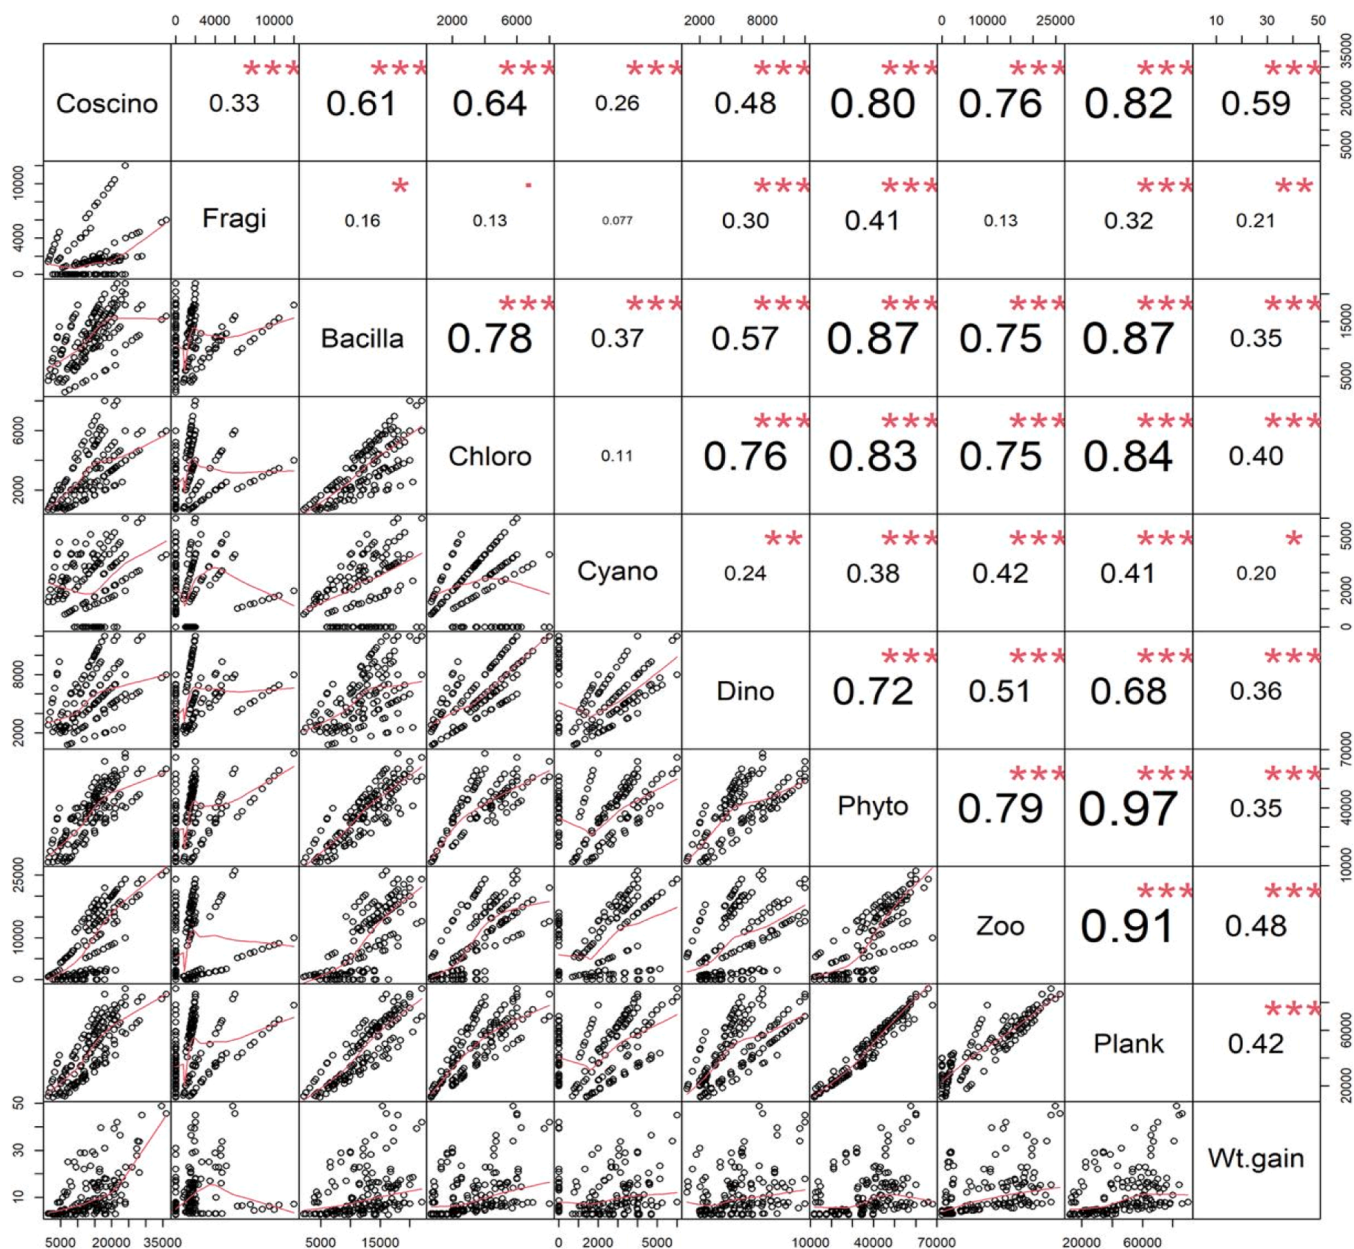 0 4000 10000 2000 6000 2000 8000 0 10000 25000 10 30 50
*** *** *** *** *** *** *** *** ***
Coscino 0.33 0.61 0.64 0.26 0.48 0.80 0.76 0.82 0.59
5000 20000 35000
* . *** *** *** **
0 4000 10000 Fragi 0.16 0.13 0.077 0.30 0.41 0.13 0.32 0.21
*** *** *** *** *** *** ***
Bacilla 0.78 0.37 0.57 0.87 0.75 0.87 0.35
5000 15000
*** *** *** *** ***
2000 6000 Chloro 0.11 0.76 0.83 0.75 0.84 0.40
** *** *** *** *
Cyano 0.24 0.38 0.42 0.41 0.20
0 2000 5000
*** *** *** ***
2000 8000 Dino 0.72 0.51 0.68 0.36
*** *** ***
Phyto 0.79 0.97 0.35
10000 40000 70000
*** ***
0 10000 25000 Zoo 0.91 0.48
***
Plank 0.42
20000 60000
10 30 50 Wt.gain
5000 20000 35000 5000 15000 0 2000 5000 10000 40000 70000 20000 60000